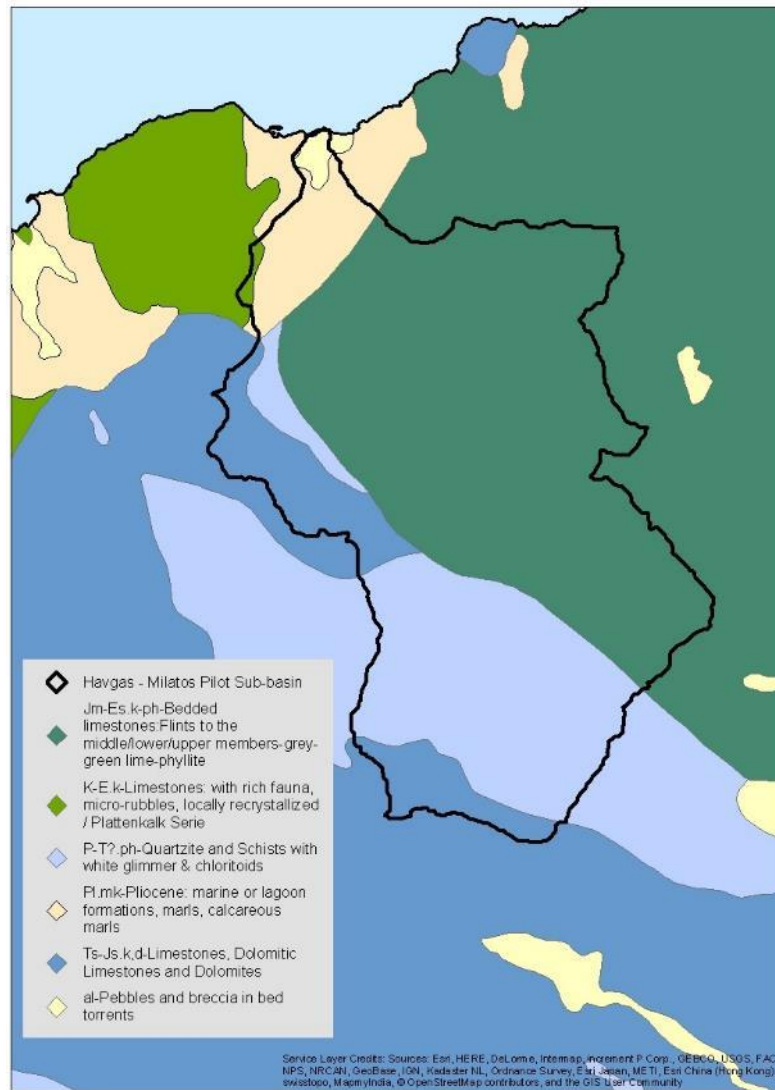 Havgas - Milatos Pilot Sub-basin
Jm-Es.k-ph-Bedded
limestones:Flints to the
middle/lower/upper members-grey-
green lime-phyllite
K-E.k-Limestones: with rich fauna,
micro-rubbles, locally recrystallized
/ Plattenkalk Serie
P-T?.ph-Quartzite and Schists with
white glimmer & chloritoids
Pl.mk-Pliocene: marine or lagoon
formations, marls, calcareous
marls
Ts-Js.k,d-Limestones, Dolomitic
Limestones and Dolomites
al-Pebbles and breccia in bed
torrents
Service Layer Credits: Sources: Esri, HERE, DeLorme, Intermap, increment P Corp., GEBCO, USGS, FAO,
NPS, NRCAN, GeoBase, IGN, Kadaster NL, Ordnance Survey, Esri Japan, METI, Esri China (Hong Kong),
swisstopo, MapmyIndia, © OpenStreetMap contributors, and the GIS User Community